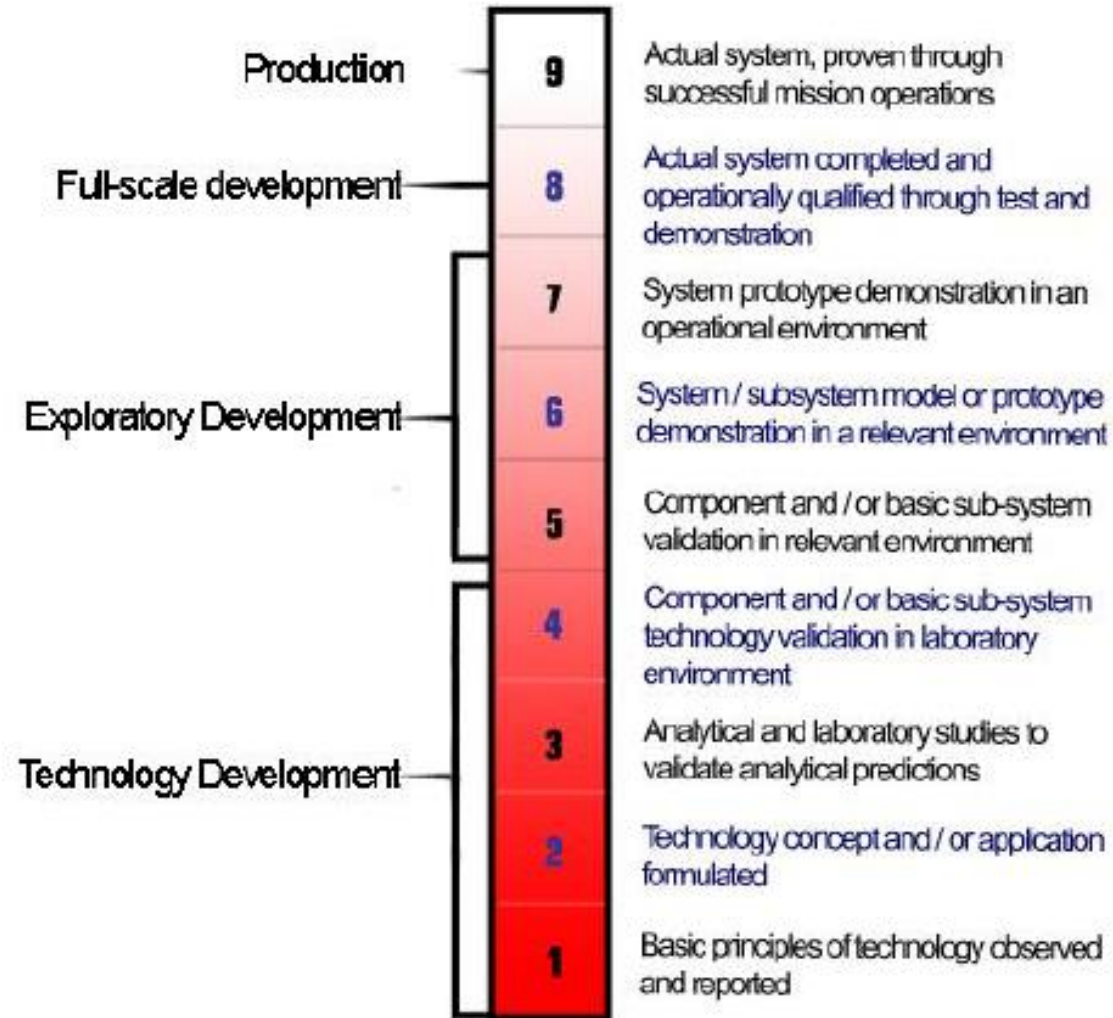 Production
9
Actual system, proven through
successful mission operations
Full-scale development
8
Actual system completed and
operationally qualified through test and
demonstration
7
System prototype demonstration in an
operational environment
Exploratory Development
6
System / subsystem model or prototype
demonstration in a relevant environment
5
Component and / or basic sub-system
validation in relevant environment
4
Component and / or basic sub-system
technology validation in laboratory
environment
Technology Development
3
Analytical and laboratory studies to
validate analytical predictions
2
Technology concept and / or application
formulated
1
Basic principles of technology observed
and reported